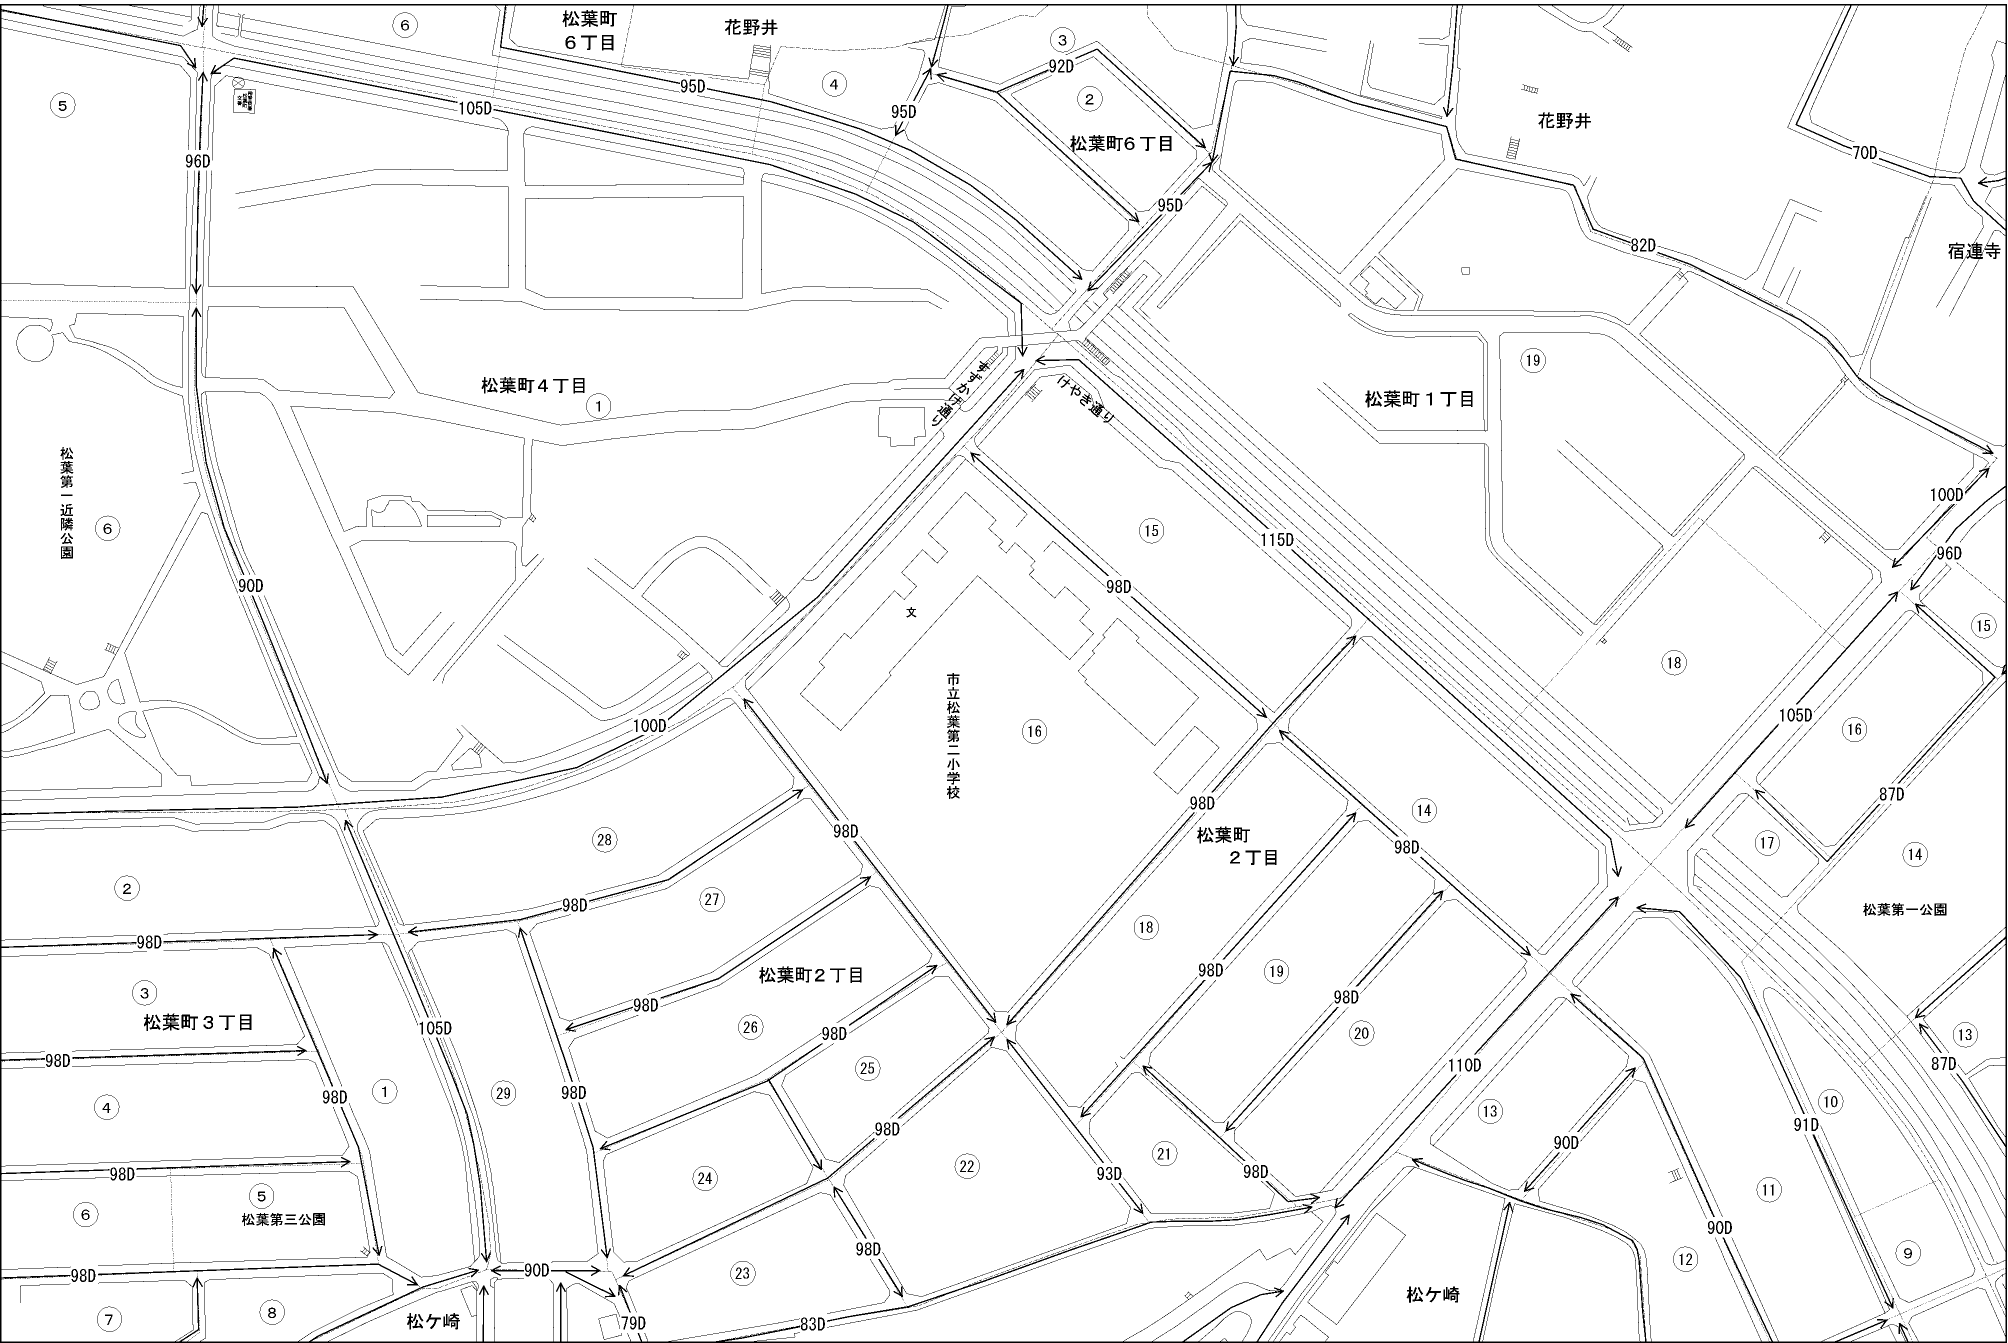 ⑥
松葉町
６丁目
花野井
③
④
92D
②
⑤
105D
95D
95D
花野井
松葉町６丁目
70D
96D
95D
82D
宿連寺
松葉町４丁目
①
すずかけ通り
けやき通り
⑲
松葉町１丁目
松葉第一近隣公園
⑥
100D
⑮
115D
96D
98D
90D
文
⑮
⑱
市立松葉第二小学校
100D
⑯
105D
⑯
87D
98D
98D
⑭
松葉町
２丁目
98D
㉘
⑰
⑭
②
㉗
98D
松葉第一公園
98D
⑱
98D
⑲
松葉町２丁目
98D
98D
③
松葉町３丁目
105D
㉖
98D
⑳
⑬
98D
㉕
110D
87D
98D
①
㉙
98D
④
⑬
⑩
91D
98D
90D
㉑
98D
98D
㉒
93D
㉔
⑪
⑥
⑤
松葉第三公園
90D
98D
98D
90D
㉓
⑫
⑨
松ケ崎
⑦
⑧
松ケ崎
79D
83D